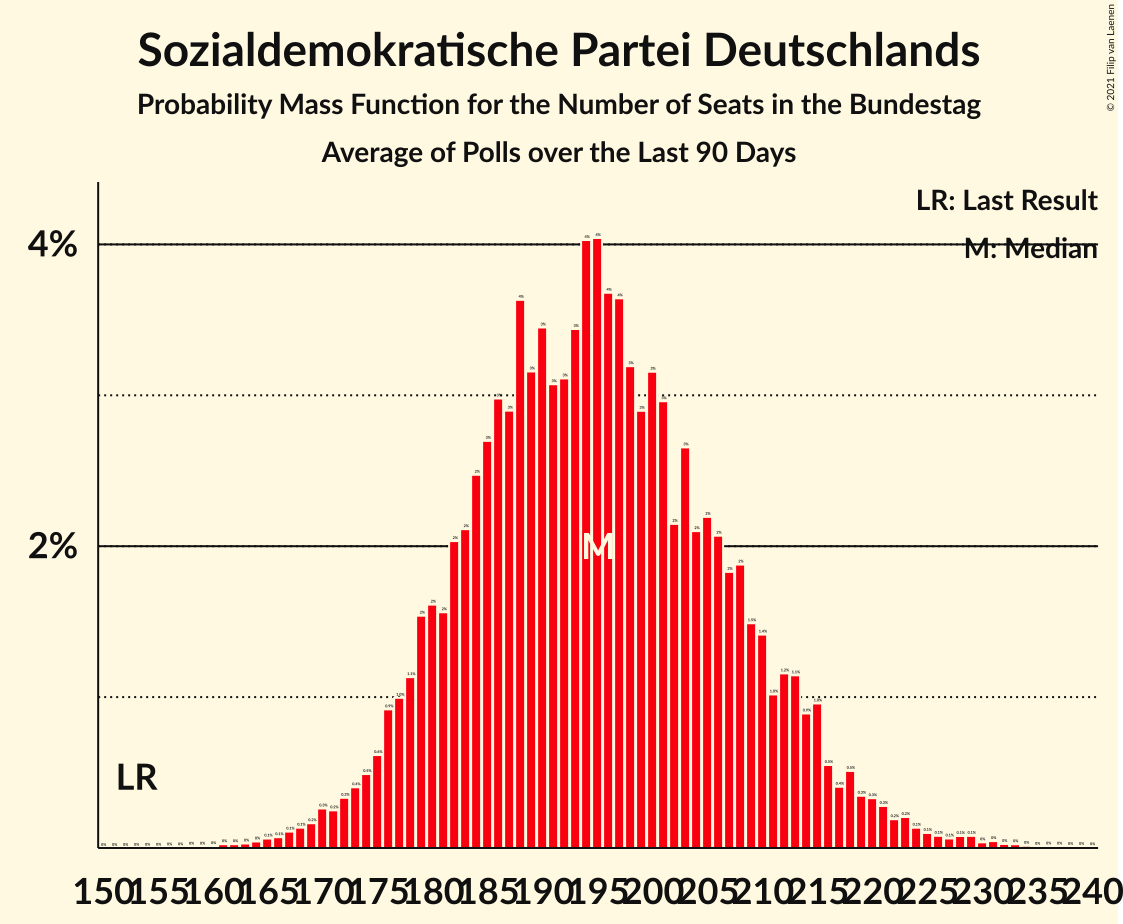 Sozialdemokratische Partei Deutschlands
Probability Mass Function for the Number of Seats in the Bundestag
Average of Polls over the Last 90 Days
© 2021 Filip van Laenen
LR: Last Result
M: Median
4%
2%
M
LR
150 155 160 165 170 175 180 185 190 195 200 205 210 215 220 225 230 235 240